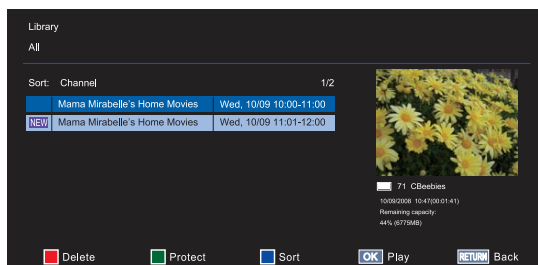 Library
All
Sort: Channel 1/2
Mama Mirabelle's Home Movies Wed, 10/09 10:00-11:00
NEW Mama Mirabelle's Home Movies Wed, 10/09 11:01-12:00
71 CBeebies
10/09/2008 10:47(00:01:41)
Remaining capacity:
44% (6775MB)
Delete Protect Sort OK Play RETURN Back